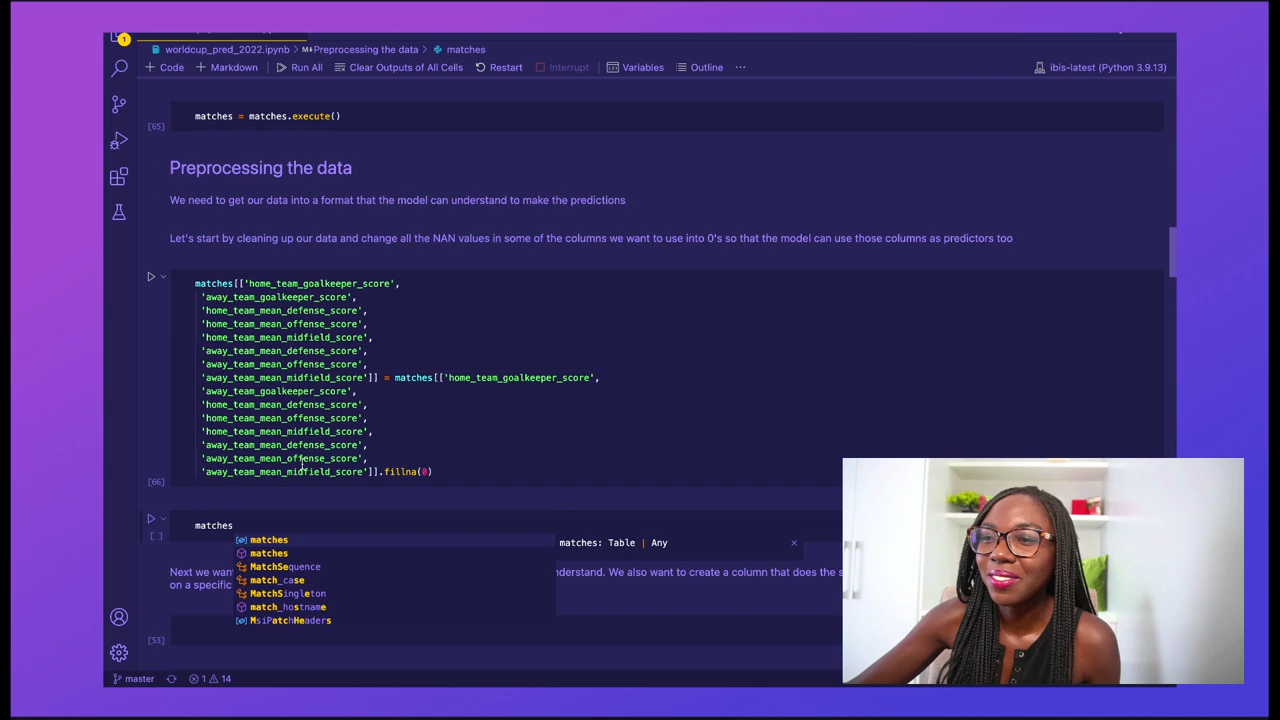 1
worldcup_pred_2022.ipynb > M↓Preprocessing the data > matches
+ Code + Markdown Run All Clear Outputs of All Cells Restart Interrupt Variables Outline ··· ibis-latest (Python 3.9.13)
matches = matches.execute()
[65]
Preprocessing the data
We need to get our data into a format that the model can understand to make the predictions
Let's start by cleaning up our data and change all the NAN values in some of the columns we want to use into 0's so that the model can use those columns as predictors too
matches[['home_team_goalkeeper_score',
'away_team_goalkeeper_score',
'home_team_mean_defense_score',
'home_team_mean_offense_score',
'home_team_mean_midfield_score',
'away_team_mean_defense_score',
'away_team_mean_offense_score',
'away_team_mean_midfield_score']] = matches[['home_team_goalkeeper_score',
'away_team_goalkeeper_score',
'home_team_mean_defense_score',
'home_team_mean_offense_score',
'home_team_mean_midfield_score',
'away_team_mean_defense_score',
'away_team_mean_offense_score',
'away_team_mean_midfield_score']].fillna(0)
[66]
matches
[ ]
matches
matches: Table | Any ×
matches
MatchSequence
Next we wan nderstand. We also want to create a column that does the s
match_case
on a specific
MatchSingleton
match_hostname
MsiPatchHeaders
[53]
master 1 14